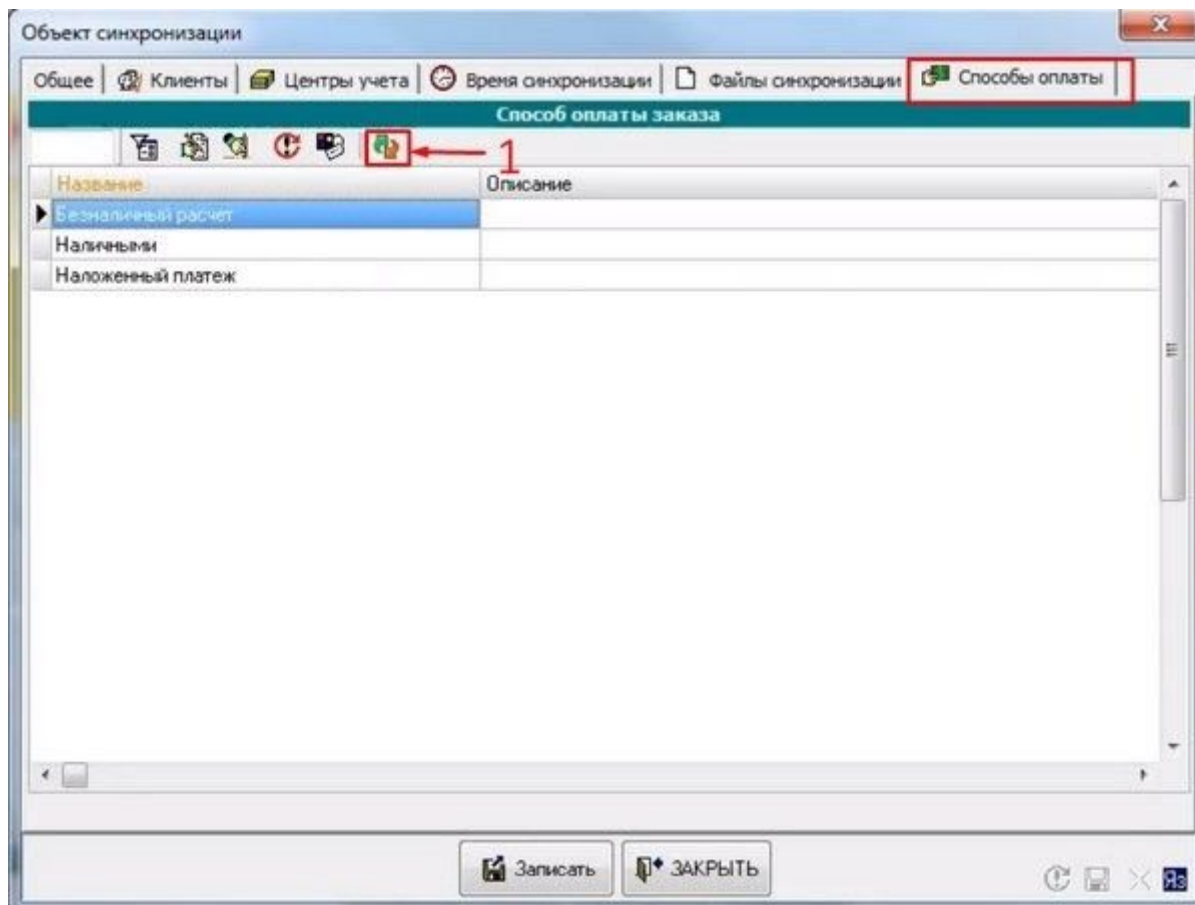 Объект синхронизации
Общее Клиенты Центры учета Время синхронизации Файлы синхронизации Способы оплаты
Способ оплаты заказа
1
Название Описание
Безналичный расчет
Наличными
Наложенный платеж
Записать ЗАКРЫТЬ
Яз